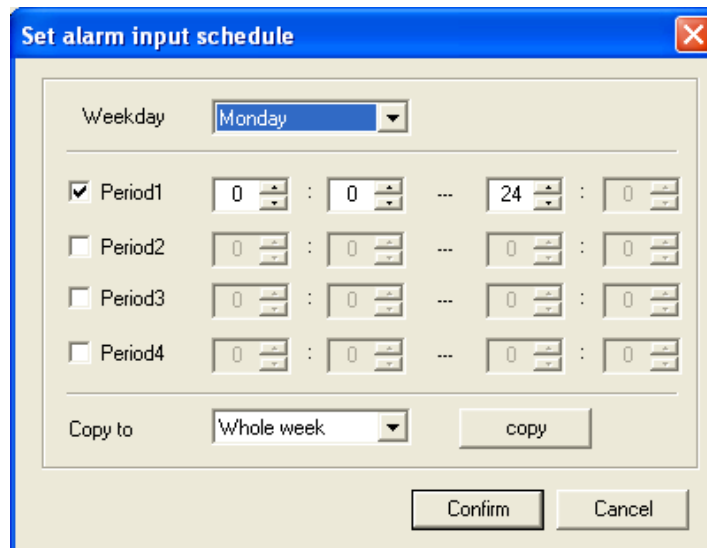 Set alarm input schedule
Weekday Monday
Period1 0 : 0 --- 24 : 0
Period2 0 : 0 --- 0 : 0
Period3 0 : 0 --- 0 : 0
Period4 0 : 0 --- 0 : 0
Copy to Whole week copy
Confirm Cancel